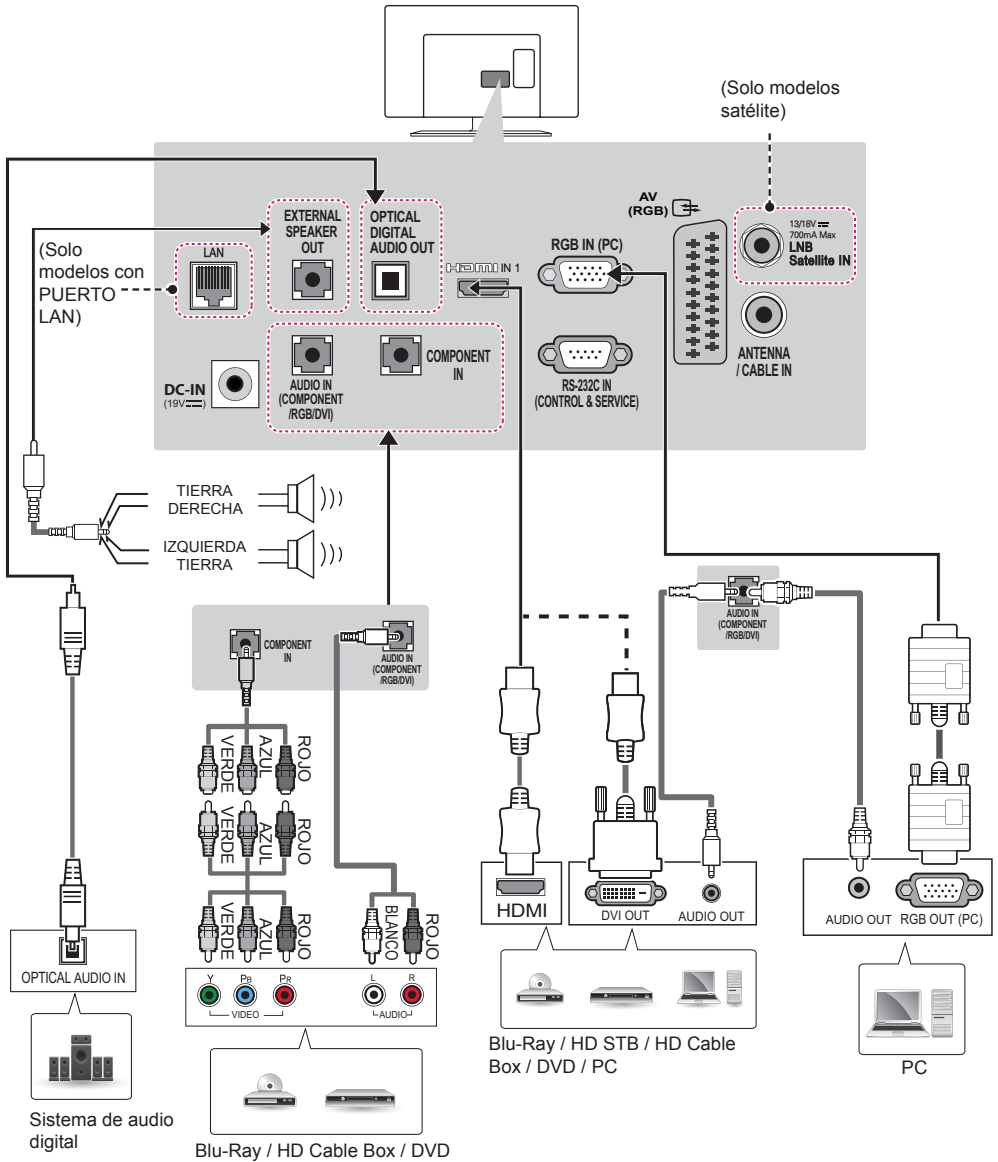 (Solo modelos
satélite)
AV
(RGB)
13/18V
700mA Max
LNB
Satellite IN
EXTERNAL
SPEAKER
OUT
OPTICAL
DIGITAL
AUDIO OUT
RGB IN (PC)
(Solo
modelos con
PUERTO
LAN)
LAN
HDMI IN 1
ANTENNA
/ CABLE IN
COMPONENT
IN
DC-IN
(19V)
AUDIO IN
(COMPONENT
/RGB/DVI)
RS-232C IN
(CONTROL & SERVICE)
TIERRA
DERECHA
IZQUIERDA
TIERRA
COMPONENT
IN
AUDIO IN
(COMPONENT
/RGB/DVI)
AUDIO IN
(COMPONENT
/RGB/DVI)
VERDE
AZUL
ROJO
VERDE
AZUL
ROJO
VERDE
AZUL
ROJO
BLANCO
ROJO
HDMI
DVI OUT
AUDIO OUT
AUDIO OUT
RGB OUT (PC)
OPTICAL AUDIO IN
Y PB PR
VIDEO
L R
AUDIO
Blu-Ray / HD STB / HD Cable
Box / DVD / PC
PC
Sistema de audio
digital
Blu-Ray / HD Cable Box / DVD